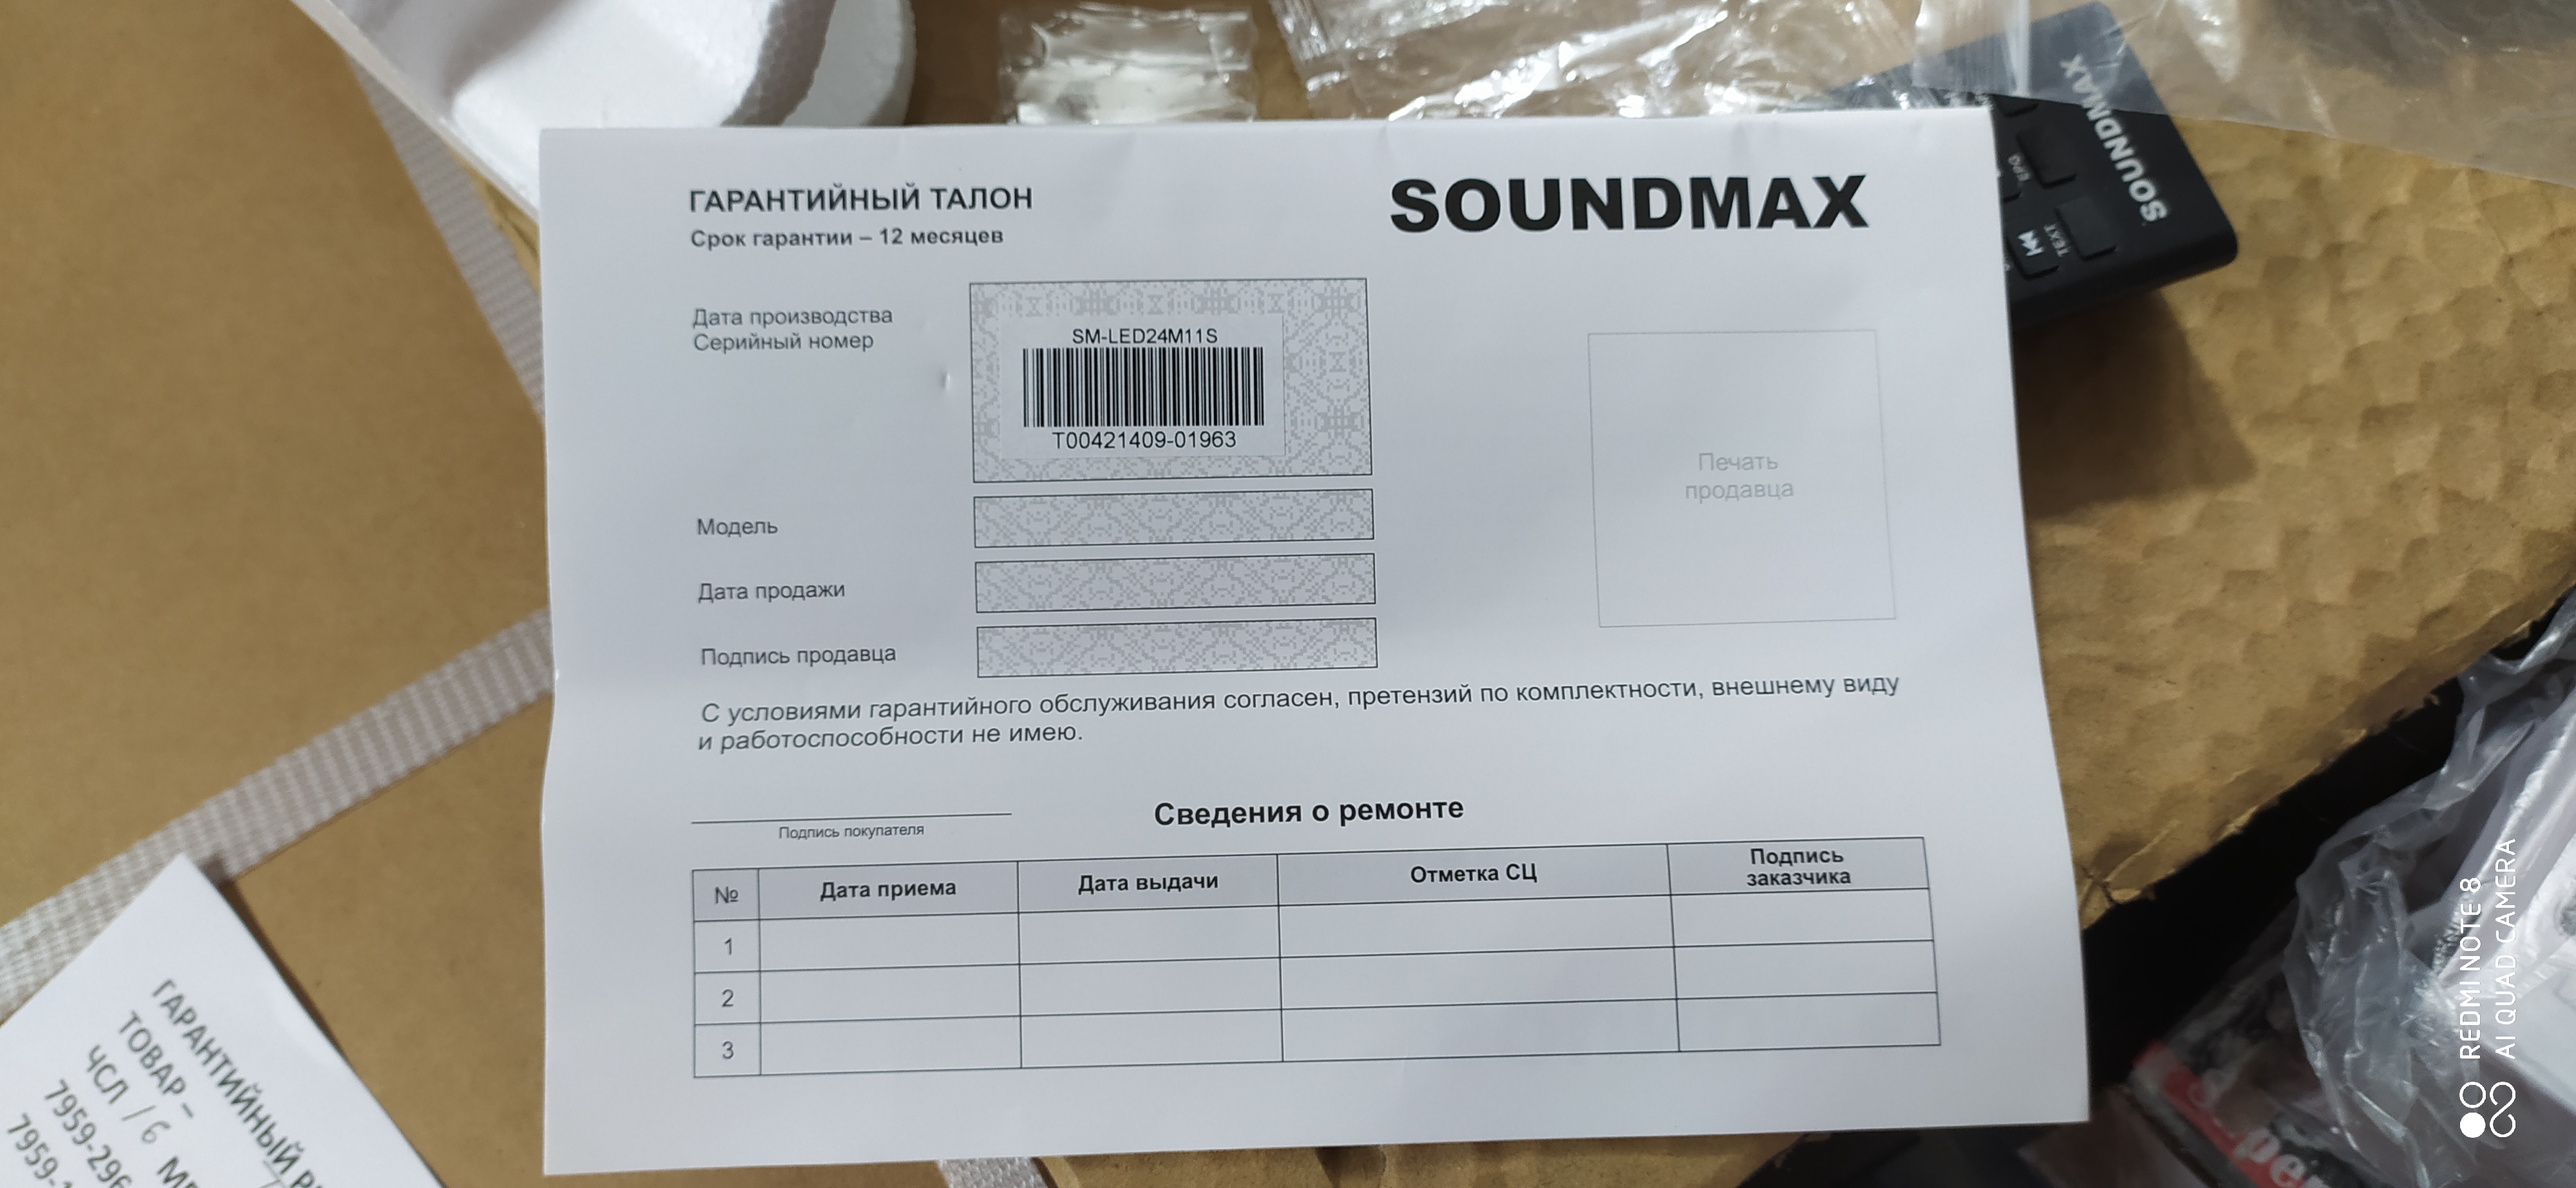 ГАРАНТИЙНЫЙ ТАЛОН
Срок гарантии – 12 месяцев
SOUNDMAX
Дата производства
Серийный номер
SM-LED24M11S
T00421409-01963
Модель
Дата продажи
Подпись продавца
Печать
продавца
С условиями гарантийного обслуживания согласен, претензий по комплектности, внешнему виду
и работоспособности не имею.
Подпись покупателя
Сведения о ремонте
№ Дата приема Дата выдачи Отметка СЦ Подпись заказчика
1
2
3
SOUNDMAX
EPG
TEXT
ГАРАНТИЙНЫЙ
ТОВАР –
ЧСЛ / 6
7959-296
7959-
REDMI NOTE 8
AI QUAD CAMERA